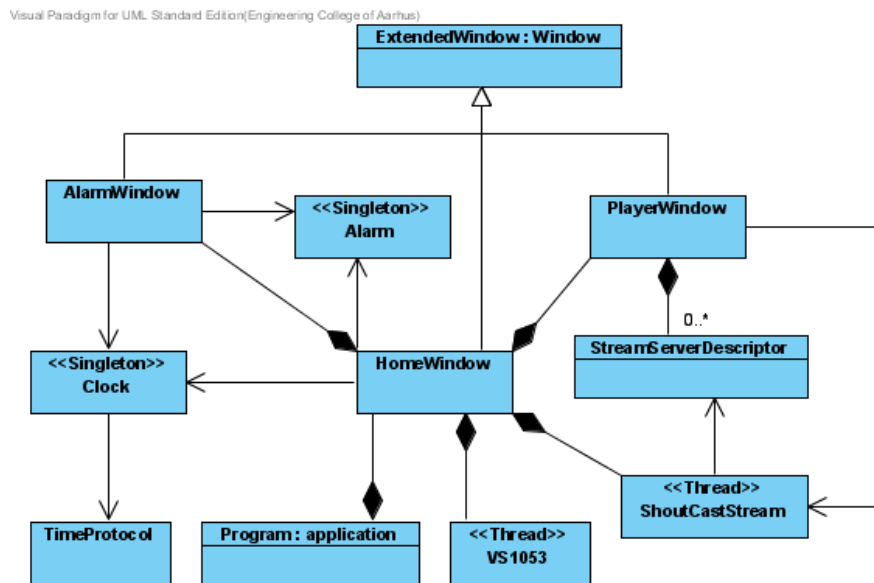 Visual Paradigm for UML Standard Edition(Engineering College of Aarhus)
ExtendedWindow : Window
AlarmWindow
<<Singleton>>
Alarm
PlayerWindow
0..*
<<Singleton>>
Clock
HomeWindow
StreamServerDescriptor
<<Thread>>
ShoutCastStream
TimeProtocol
Program : application
<<Thread>>
VS1053